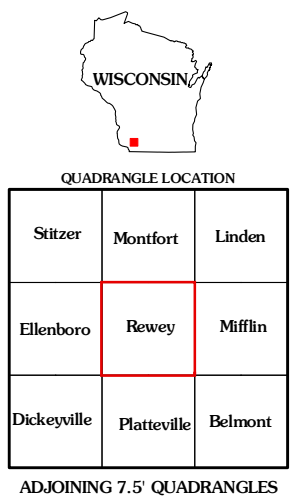 WISCONSIN
QUADRANGLE LOCATION
Stitzer Montfort Linden
Ellenboro Rewey Mifflin
Dickeyville Platteville Belmont
ADJOINING 7.5' QUADRANGLES